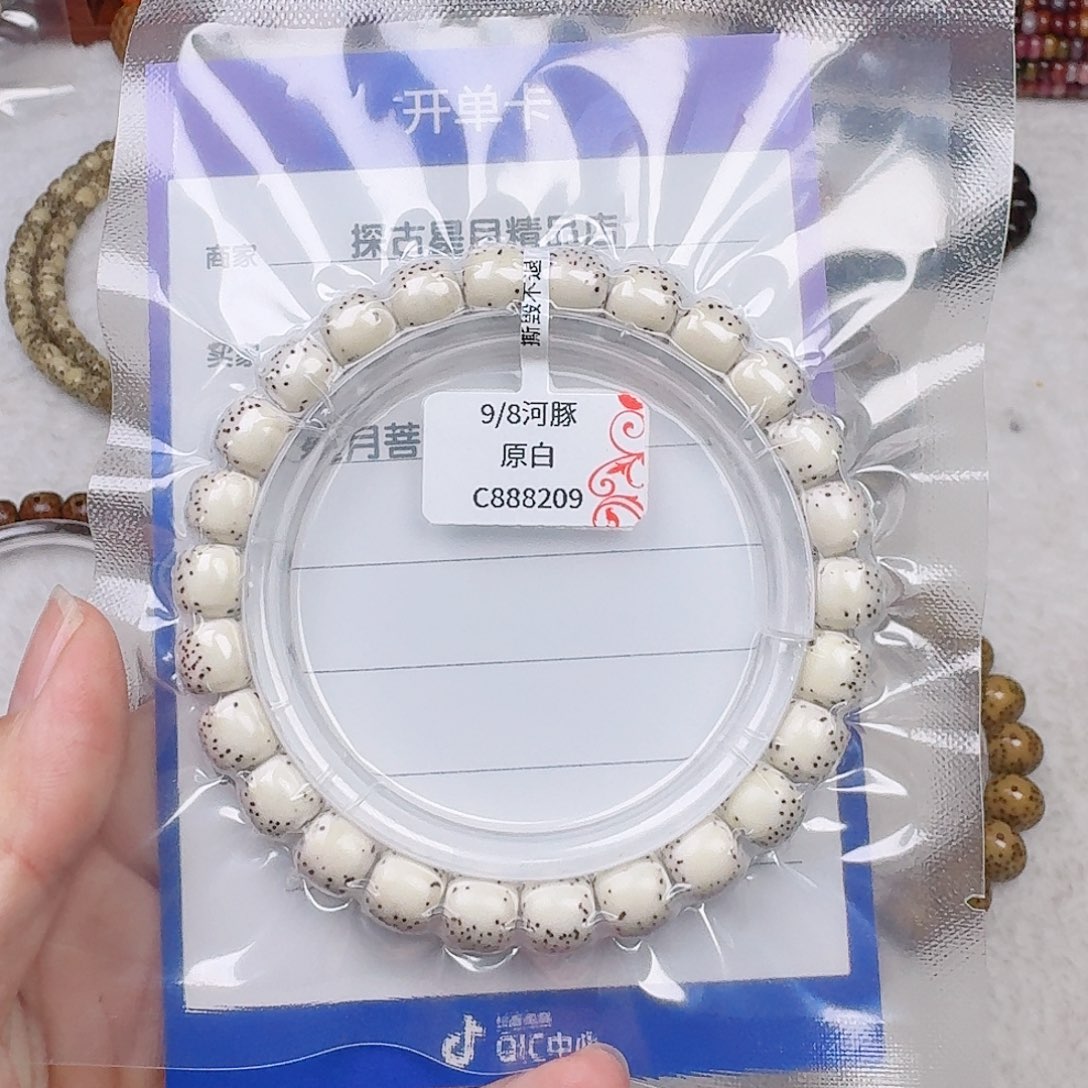 开单卡
商家 探古星月精品店
买家
撕毁不退
月菩
9/8河豚
原白
C888209
QIC中心